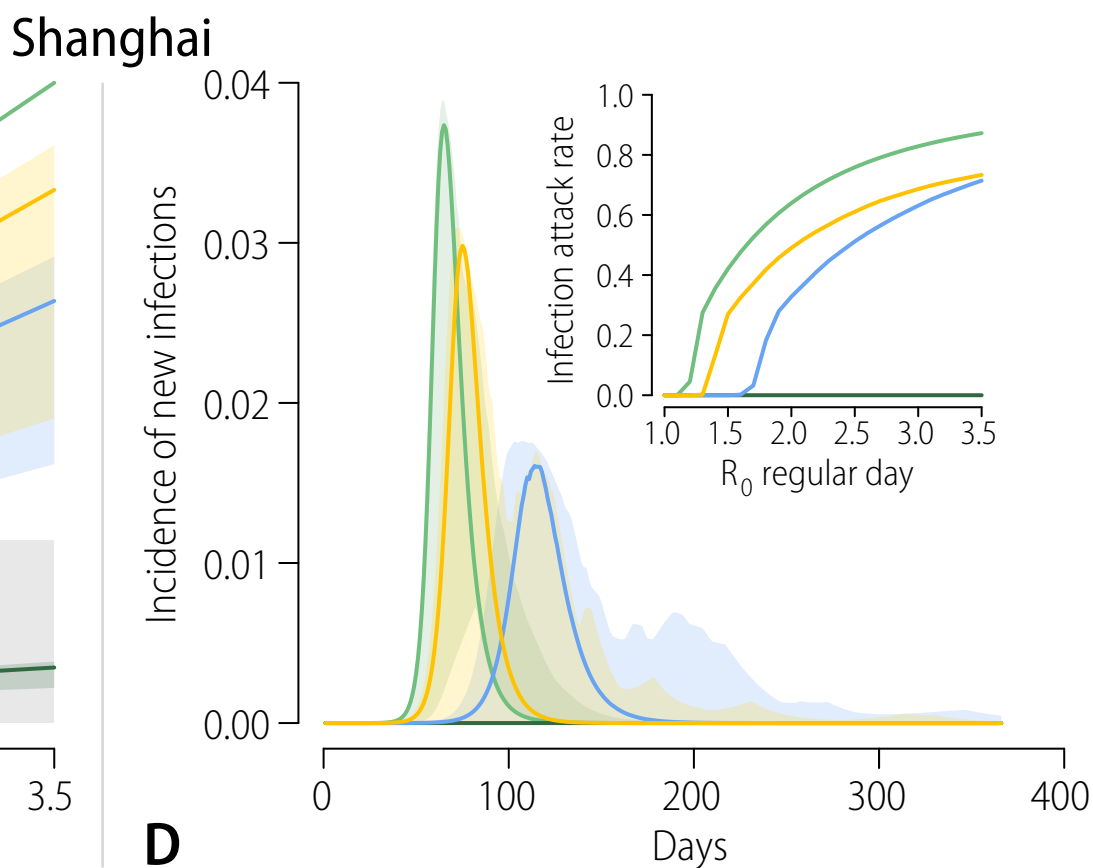 Shanghai
3.5
D
Incidence of new infections
0.04
0.03
0.02
0.01
0.00
0 100 200 300 400
Days
Infection attack rate
1.0
0.8
0.6
0.4
0.2
0.0
1.0 1.5 2.0 2.5 3.0 3.5
R0 regular day